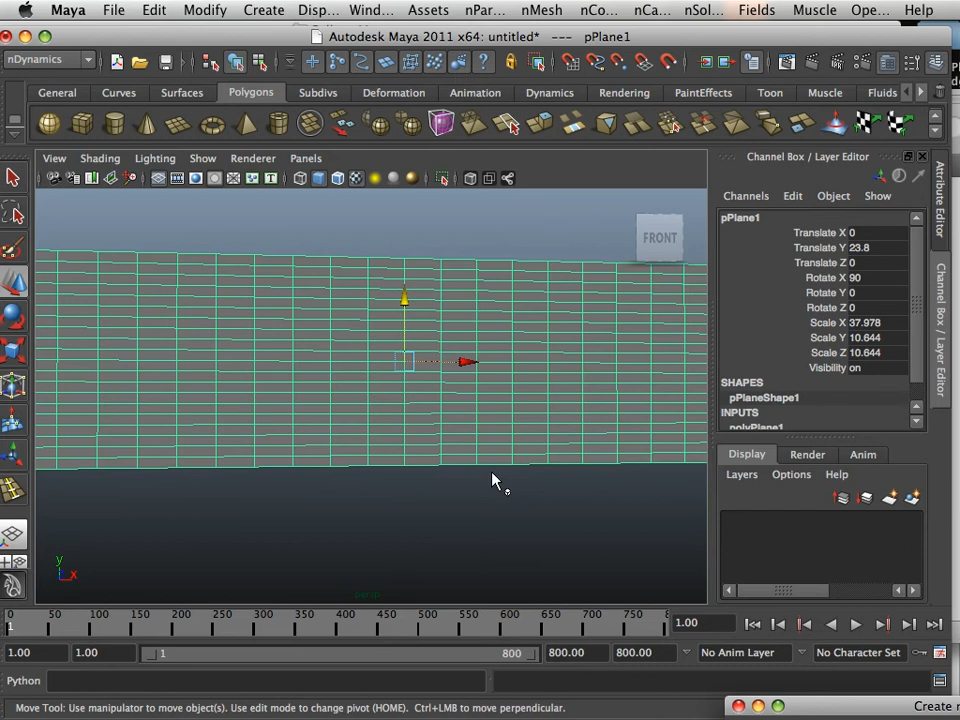 Maya File Edit Modify Create Disp... Wind... Assets nPar... nMesh nCo... nCa... nSol... Fields Muscle Ope... Help
Autodesk Maya 2011 x64: untitled* --- pPlane1
nDynamics
General Curves Surfaces Polygons Subdivs Deformation Animation Dynamics Rendering PaintEffects Toon Muscle Fluids
View Shading Lighting Show Renderer Panels
FRONT
y
x
persp
Channel Box / Layer Editor
Channels Edit Object Show
pPlane1
Translate X 0
Translate Y 23.8
Translate Z 0
Rotate X 90
Rotate Y 0
Rotate Z 0
Scale X 37.978
Scale Y 10.644
Scale Z 10.644
Visibility on
SHAPES
pPlaneShape1
INPUTS
polyPlane1
Display Render Anim
Layers Options Help
Attribute Editor
Channel Box / Layer Editor
0 50 100 150 200 250 300 350 400 450 500 550 600 650 700 750 8
1
1.00
1.00 1.00 1 800 800.00 800.00 No Anim Layer No Character Set
Python
Move Tool: Use manipulator to move object(s). Use edit mode to change pivot (HOME). Ctrl+LMB to move perpendicular.
Create n